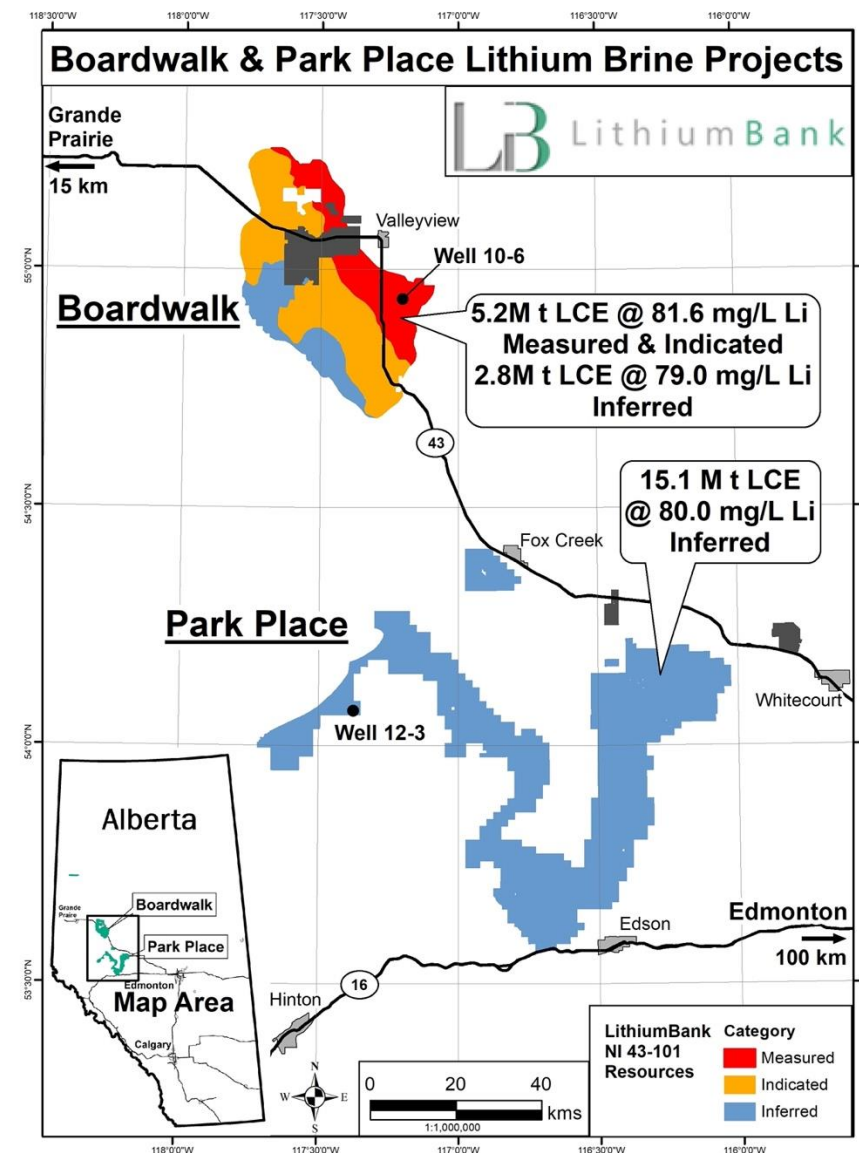 118°30'0"W 118°0'0"W 117°30'0"W 117°0'0"W 116°30'0"W 116°0'0"W
Boardwalk & Park Place Lithium Brine Projects
LB LithiumBank
Grande
Prairie
15 km
Valleyview
Well 10-6
55°0'0"N
Boardwalk
5.2M t LCE @ 81.6 mg/L Li
Measured & Indicated
2.8M t LCE @ 79.0 mg/L Li
Inferred
43
15.1 M t LCE
@ 80.0 mg/L Li
Inferred
54°30'0"N
Fox Creek
Park Place
Whitecourt
Well 12-3
54°0'0"N
Alberta
Grande
Praire
Boardwalk
Park Place
Edmonton
Map Area
Calgary
Edson
Edmonton
100 km
53°30'0"N
16
Hinton
N
W E
S
0 20 40
kms
1:1,000,000
LithiumBank
NI 43-101
Resources
Category
Measured
Indicated
Inferred
118°0'0"W 117°30'0"W 117°0'0"W 116°30'0"W 116°0'0"W